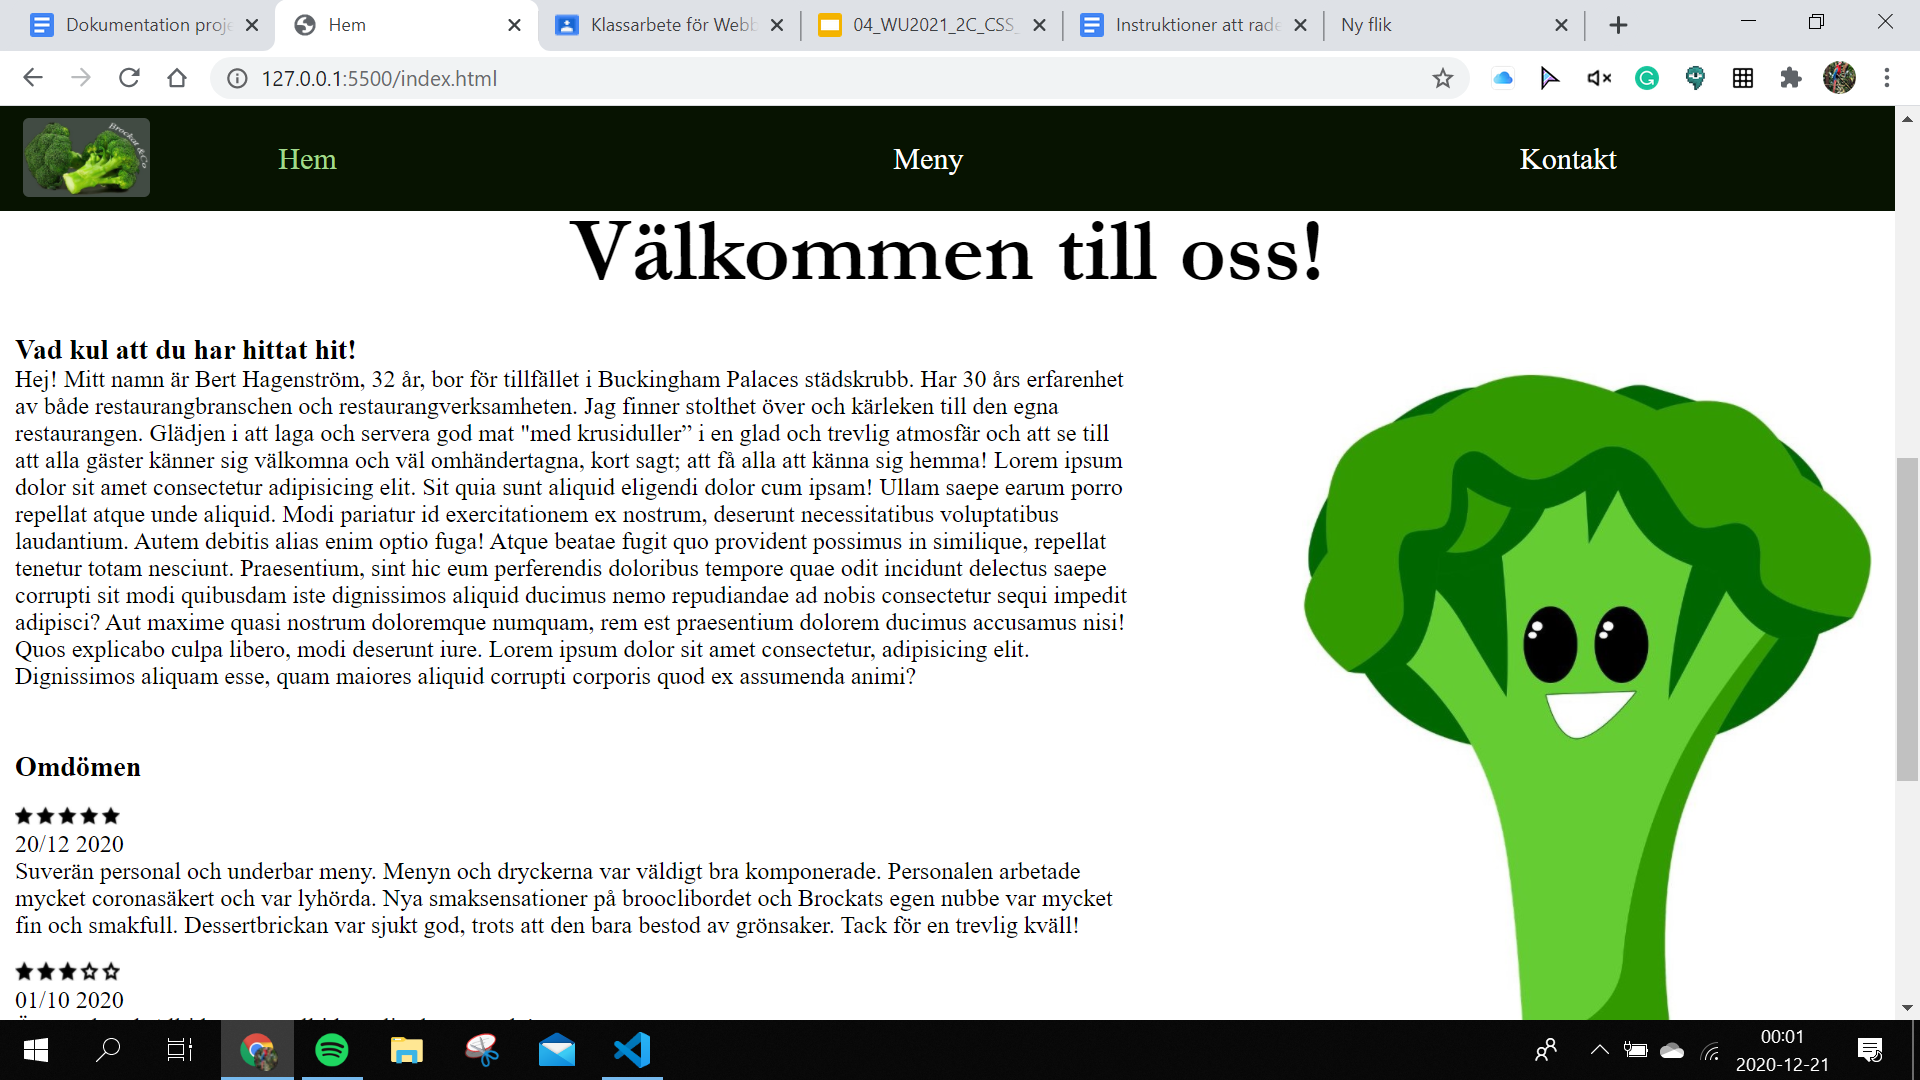 Dokumentation proje
Hem
Klassarbete för Webb
04_WU2021_2C_CSS_
Instruktioner att rade
Ny flik
127.0.0.1:5500/index.html
Brockat &Co
Hem
Meny
Kontakt
Välkommen till oss!
Vad kul att du har hittat hit!
Hej! Mitt namn är Bert Hagenström, 32 år, bor för tillfället i Buckingham Palaces städskrubb. Har 30 års erfarenhet
av både restaurangbranschen och restaurangverksamheten. Jag finner stolthet över och kärleken till den egna
restaurangen. Glädjen i att laga och servera god mat "med krusiduller” i en glad och trevlig atmosfär och att se till
att alla gäster känner sig välkomna och väl omhändertagna, kort sagt; att få alla att känna sig hemma! Lorem ipsum
dolor sit amet consectetur adipisicing elit. Sit quia sunt aliquid eligendi dolor cum ipsam! Ullam saepe earum porro
repellat atque unde aliquid. Modi pariatur id exercitationem ex nostrum, deserunt necessitatibus voluptatibus
laudantium. Autem debitis alias enim optio fuga! Atque beatae fugit quo provident possimus in similique, repellat
tenetur totam nesciunt. Praesentium, sint hic eum perferendis doloribus tempore quae odit incidunt delectus saepe
corrupti sit modi quibusdam iste dignissimos aliquid ducimus nemo repudiandae ad nobis consectetur sequi impedit
adipisci? Aut maxime quasi nostrum doloremque numquam, rem est praesentium dolorem ducimus accusamus nisi!
Quos explicabo culpa libero, modi deserunt iure. Lorem ipsum dolor sit amet consectetur, adipisicing elit.
Dignissimos aliquam esse, quam maiores aliquid corrupti corporis quod ex assumenda animi?
Omdömen
20/12 2020
Suverän personal och underbar meny. Menyn och dryckerna var väldigt bra komponerade. Personalen arbetade
mycket coronasäkert och var lyhörda. Nya smaksensationer på brooclibordet och Brockats egen nubbe var mycket
fin och smakfull. Dessertbrickan var sjukt god, trots att den bara bestod av grönsaker. Tack för en trevlig kväll!
01/10 2020
00:01
2020-12-21